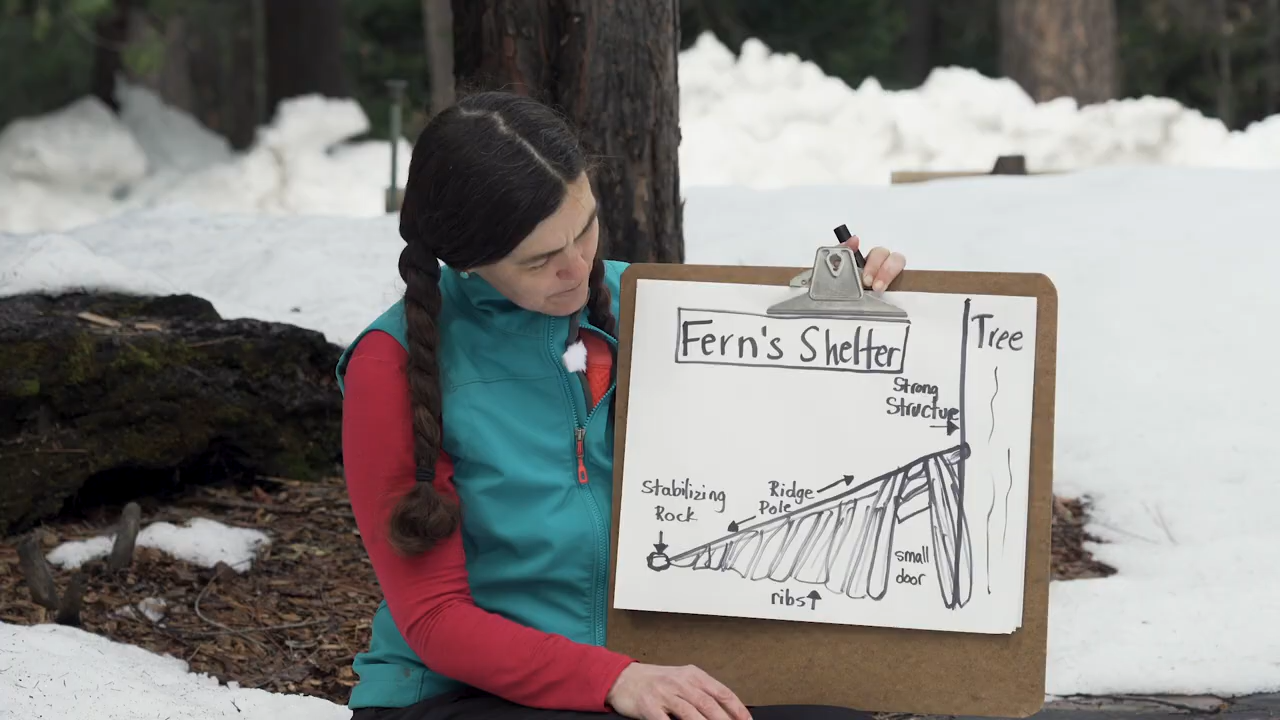 Fern's Shelter
Tree
Strong
Structure
Stabilizing
Rock
Ridge
Pole
small
door
ribs